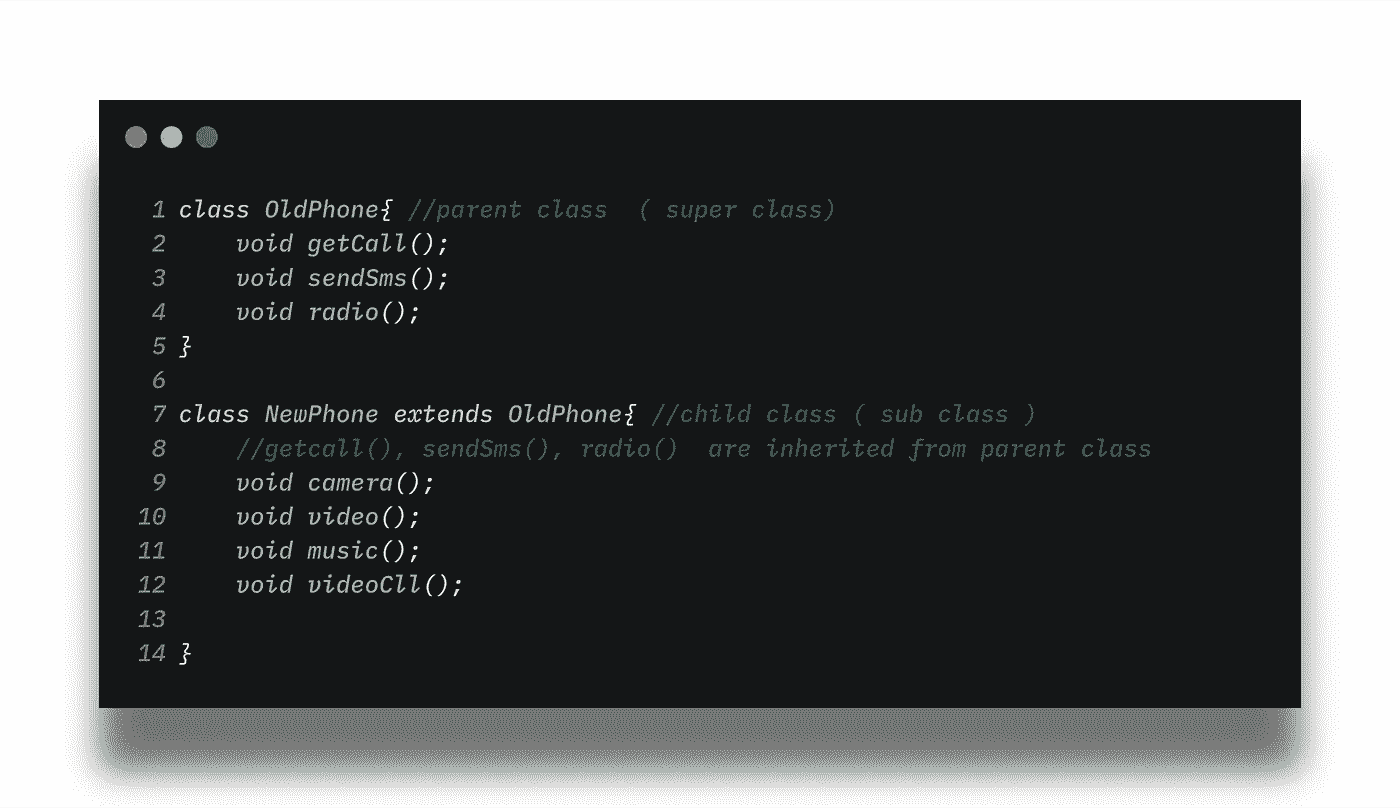 1 class OldPhone{ //parent class  ( super class)
2     void getCall();
3     void sendSms();
4     void radio();
5 }
6
7 class NewPhone extends OldPhone{ //child class ( sub class )
8     //getcall(), sendSms(), radio()  are inherited from parent class
9     void camera();
10     void video();
11     void music();
12     void videoCll();
13
14 }